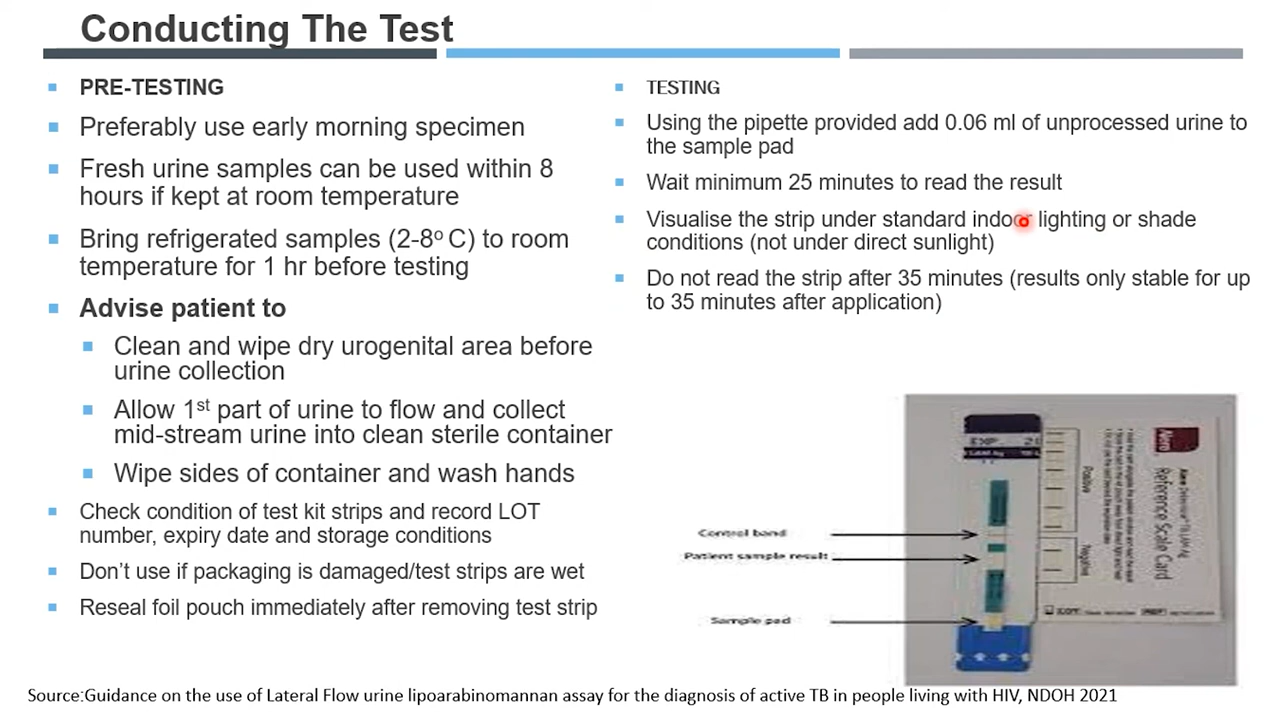 Conducting The Test
PRE-TESTING
Preferably use early morning specimen
Fresh urine samples can be used within 8
hours if kept at room temperature
Bring refrigerated samples (2-8º C) to room
temperature for 1 hr before testing
Advise patient to
Clean and wipe dry urogenital area before
urine collection
Allow 1st part of urine to flow and collect
mid-stream urine into clean sterile container
Wipe sides of container and wash hands
Check condition of test kit strips and record LOT
number, expiry date and storage conditions
Don't use if packaging is damaged/test strips are wet
Reseal foil pouch immediately after removing test strip
TESTING
Using the pipette provided add 0.06 ml of unprocessed urine to
the sample pad
Wait minimum 25 minutes to read the result
Visualise the strip under standard indoor lighting or shade
conditions (not under direct sunlight)
Do not read the strip after 35 minutes (results only stable for up
to 35 minutes after application)
Control band
Patient sample result
Sample pad
EXP. 20
LAM Ag
Positive
Negative
Alere
Reference Scale Card
LOT
REF
Source:Guidance on the use of Lateral Flow urine lipoarabinomannan assay for the diagnosis of active TB in people living with HIV, NDOH 2021